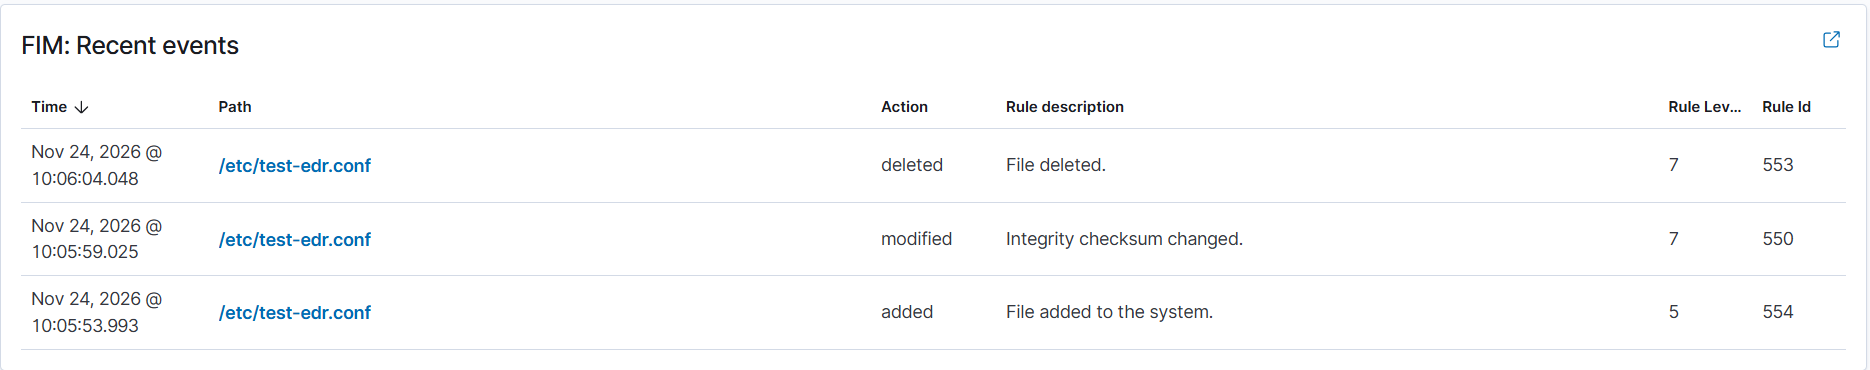 FIM: Recent events
Time Path Action Rule description Rule Lev... Rule Id
Nov 24, 2026 @
10:06:04.048 /etc/test-edr.conf deleted File deleted. 7 553
Nov 24, 2026 @
10:05:59.025 /etc/test-edr.conf modified Integrity checksum changed. 7 550
Nov 24, 2026 @
10:05:53.993 /etc/test-edr.conf added File added to the system. 5 554